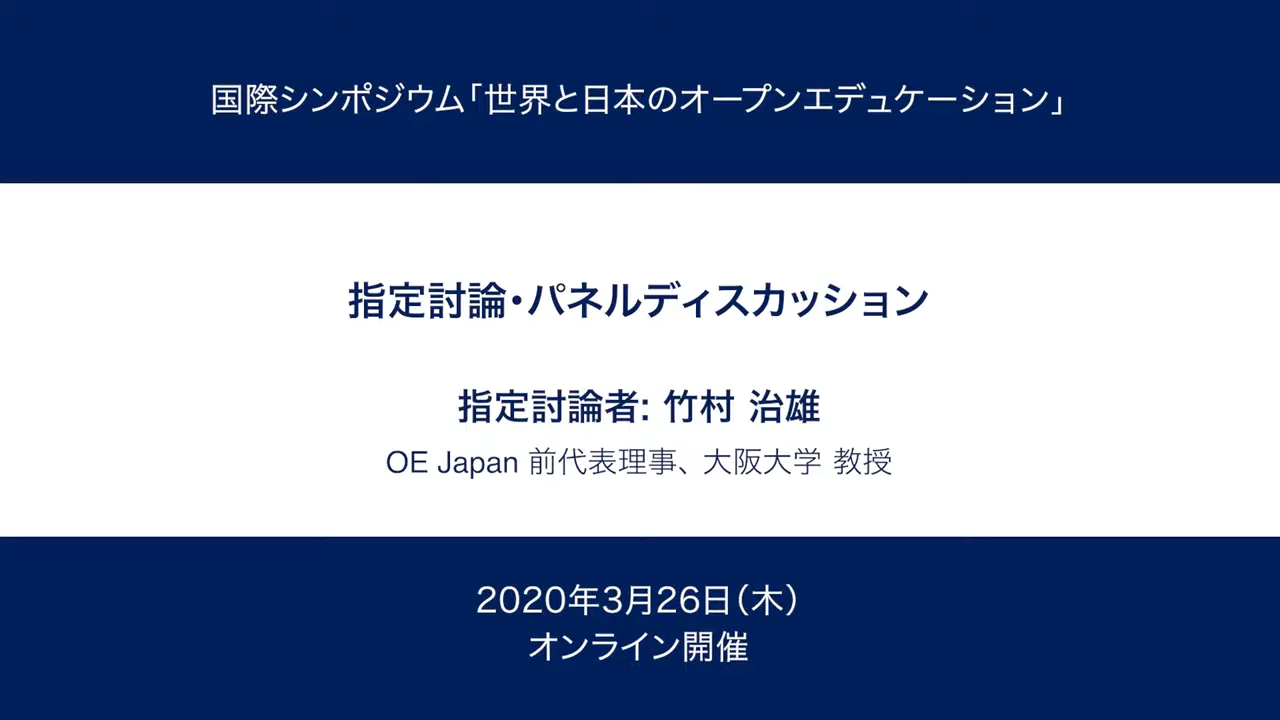 国際シンポジウム「世界と日本のオープンエデュケーション」
指定討論・パネルディスカッション
指定討論者: 竹村 治雄
OE Japan 前代表理事、大阪大学 教授
2020年3月26日（木）
オンライン開催